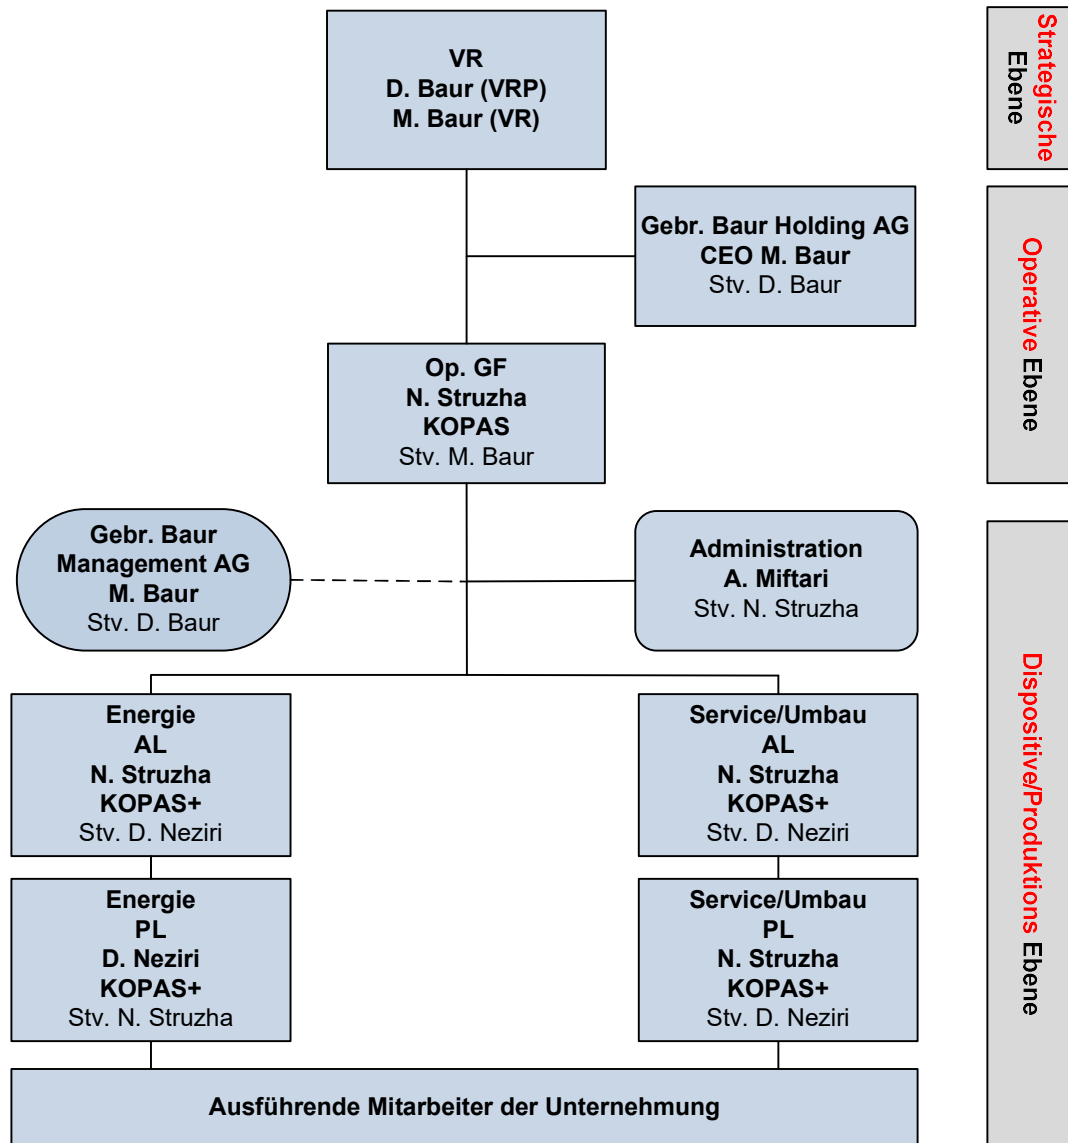 VR
D. Baur (VRP)
M. Baur (VR)
Strategische
Ebene
Gebr. Baur Holding AG
CEO M. Baur
Stv. D. Baur
Operative Ebene
Op. GF
N. Struzha
KOPAS
Stv. M. Baur
Gebr. Baur
Management AG
M. Baur
Stv. D. Baur
Administration
A. Miftari
Stv. N. Struzha
Dispositive/Produktions Ebene
Energie
AL
N. Struzha
KOPAS+
Stv. D. Neziri
Service/Umbau
AL
N. Struzha
KOPAS+
Stv. D. Neziri
Energie
PL
D. Neziri
KOPAS+
Stv. N. Struzha
Service/Umbau
PL
N. Struzha
KOPAS+
Stv. D. Neziri
Ausführende Mitarbeiter der Unternehmung